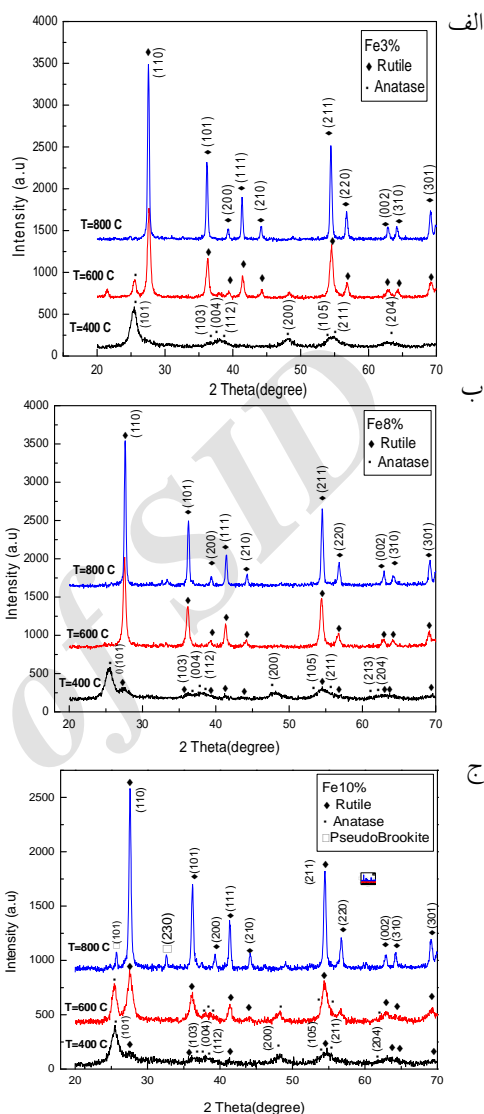 الف
Fe3%
♦ Rutile
· Anatase
Intensity (a.u)
4000
3500
3000
2500
2000
1500
1000
500
0
(110)
(101)
(200)
(111)
(210)
(211)
(220)
(002)
(310)
(301)
T=800 C
T=600 C
T=400 C
(101)
(103)
(004)
(112)
(200)
(105)
(211)
(204)
20 30 40 50 60 70
2 Theta(degree)
ب
Fe8%
♦ Rutile
· Anatase
Intensity (a.u)
4000
3500
3000
2500
2000
1500
1000
500
0
(110)
(101)
(200)
(111)
(210)
(211)
(220)
(002)
(310)
(301)
T=800 C
T=600 C
T=400 C
(101)
(103)
(004)
(112)
(200)
(105)
(211)
(213)
(204)
20 30 40 50 60 70
2 Theta(degree)
ج
Fe10%
♦ Rutile
· Anatase
□PseudoBrookite
Intensity (a.u)
2500
2000
1500
1000
500
0
(110)
□(101)
□(230)
(101)
(200)
(111)
(210)
(211)
(220)
(002)
(310)
(301)
T=800 C
T=600 C
T=400 C
(101)
(103)
(004)
(112)
(200)
(105)
(211)
(204)
20 30 40 50 60 70
2 Theta(degree)
of SID